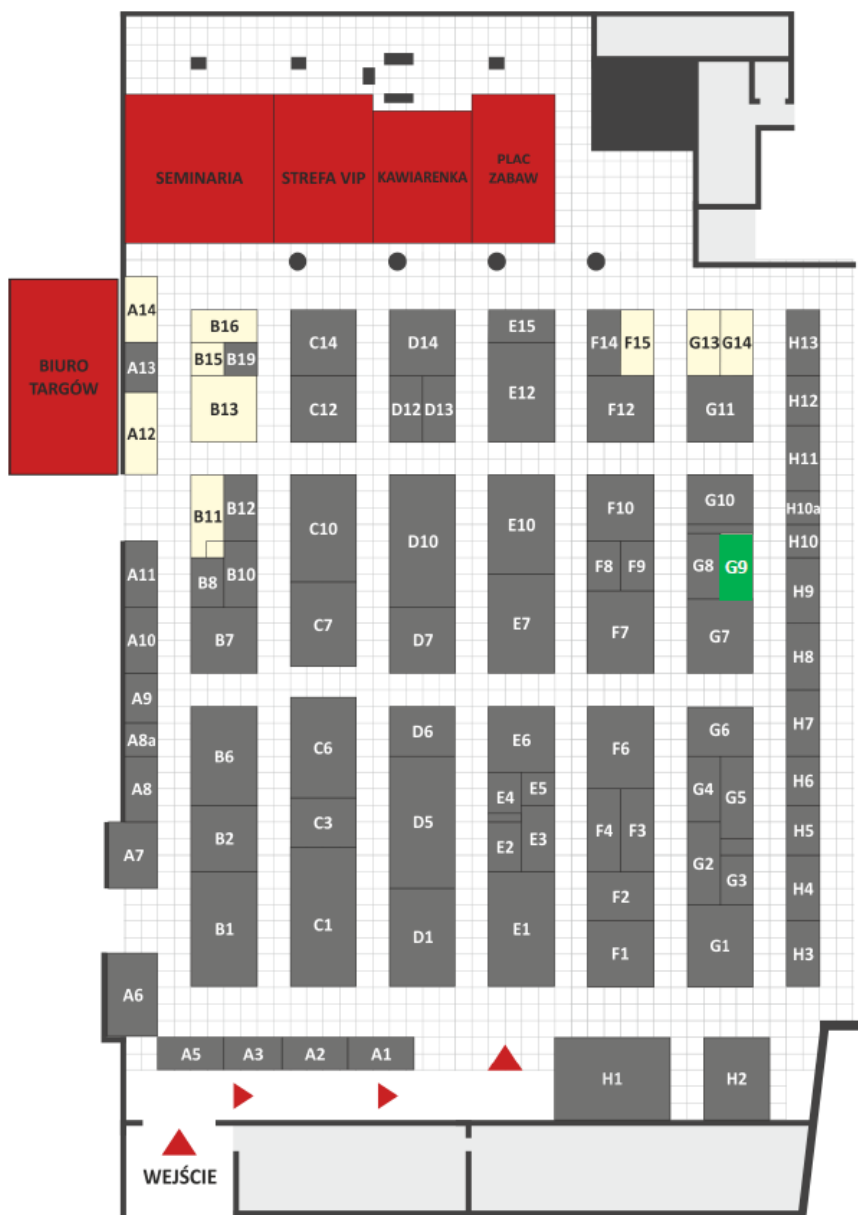 SEMINARIA
STREFA VIP
KAWIARENKA
PLAC
ZABAW
BIURO
TARGÓW
A14
A13
A12
A11
A10
A9
A8a
A8
A7
A6
B16
B15
B19
B13
B11
B12
B8
B10
B7
B6
B2
B1
C14
C12
C10
C7
C6
C3
C1
D14
D12
D13
D10
D7
D6
D5
D1
E15
E12
E10
E7
E6
E4
E5
E2
E3
E1
F14
F15
F12
F10
F8
F9
F7
F6
F4
F3
F2
F1
G13
G14
G11
G10
G8
G9
G7
G6
G4
G5
G2
G3
G1
H13
H12
H11
H10a
H10
H9
H8
H7
H6
H5
H4
H3
A5
A3
A2
A1
H1
H2
WEJŚCIE